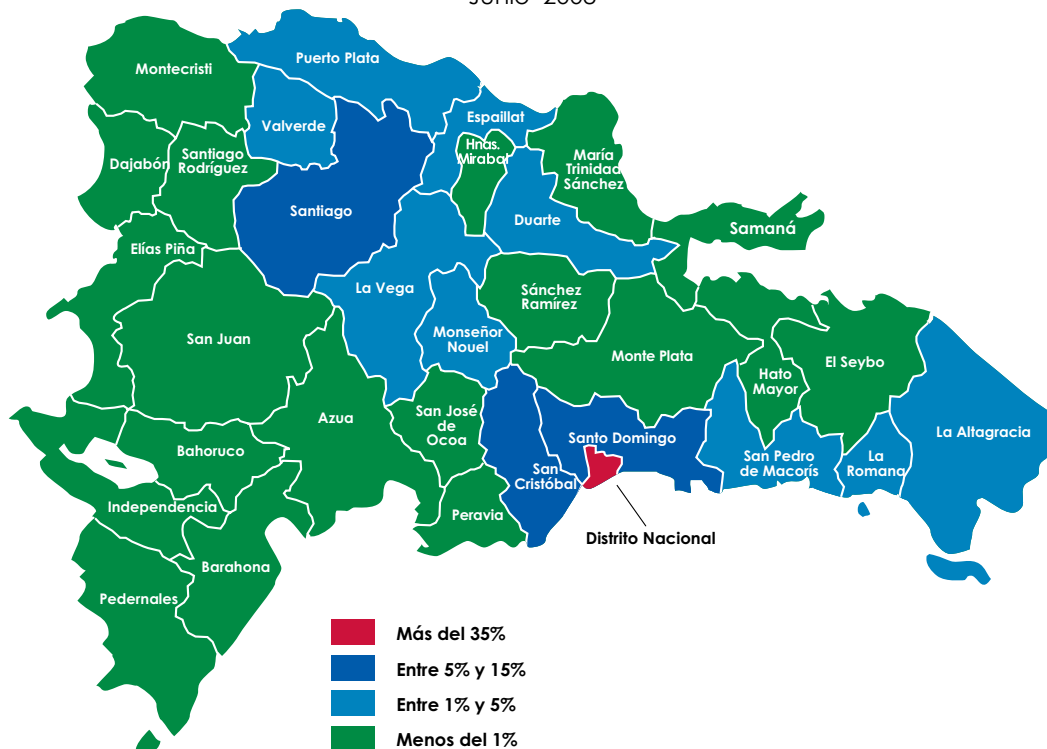 Puerto Plata
Montecristi
Espaillat
Valverde
Hnas.
Mirabal
Dajabón
Santiago
Rodríguez
María
Trinidad
Sánchez
Santiago
Duarte
Samaná
Elías Piña
La Vega
Sánchez
Ramírez
San Juan
Monseñor
Nouel
Monte Plata
El Seybo
Hato
Mayor
Azua
San José
de
Ocoa
Santo Domingo
La Altagracia
Bahoruco
San
Cristóbal
San Pedro
de Macorís
La
Romana
Independencia
Peravia
Distrito Nacional
Barahona
Pedernales
Más del 35%
Entre 5% y 15%
Entre 1% y 5%
Menos del 1%